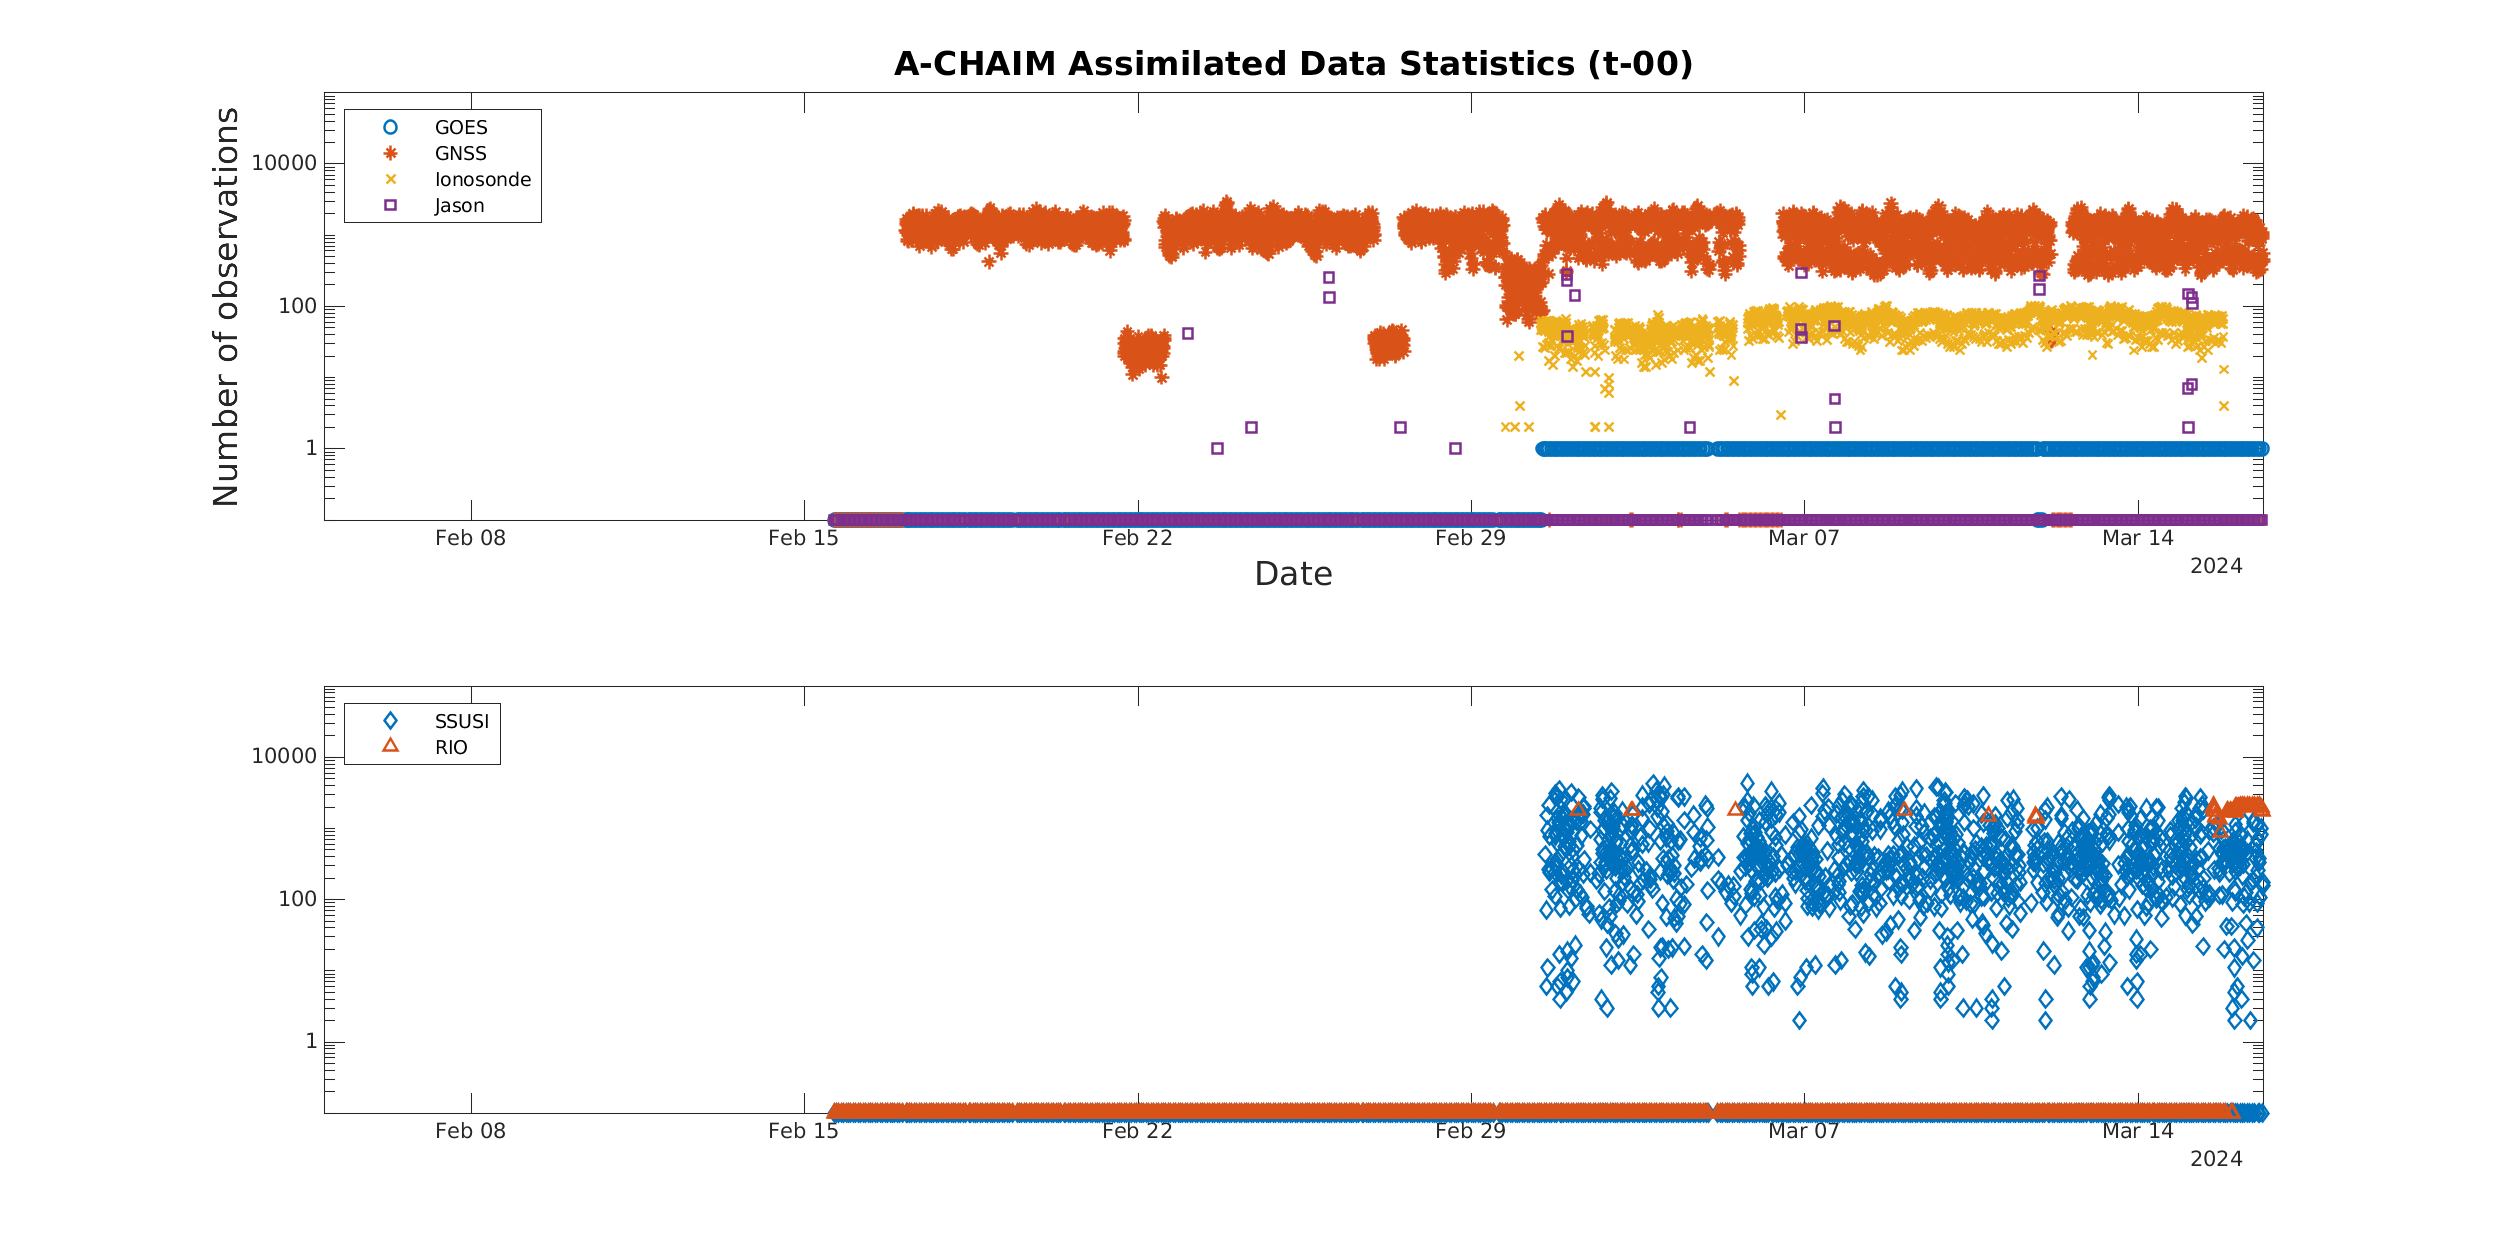 A-CHAIM Assimilated Data Statistics (t-00)
Number of observations
GOES
GNSS
Ionosonde
Jason
10000
100
1
Feb 08 Feb 15 Feb 22 Feb 29 Mar 07 Mar 14
2024
Date
SSUSI
RIO
10000
100
1
Feb 08 Feb 15 Feb 22 Feb 29 Mar 07 Mar 14
2024